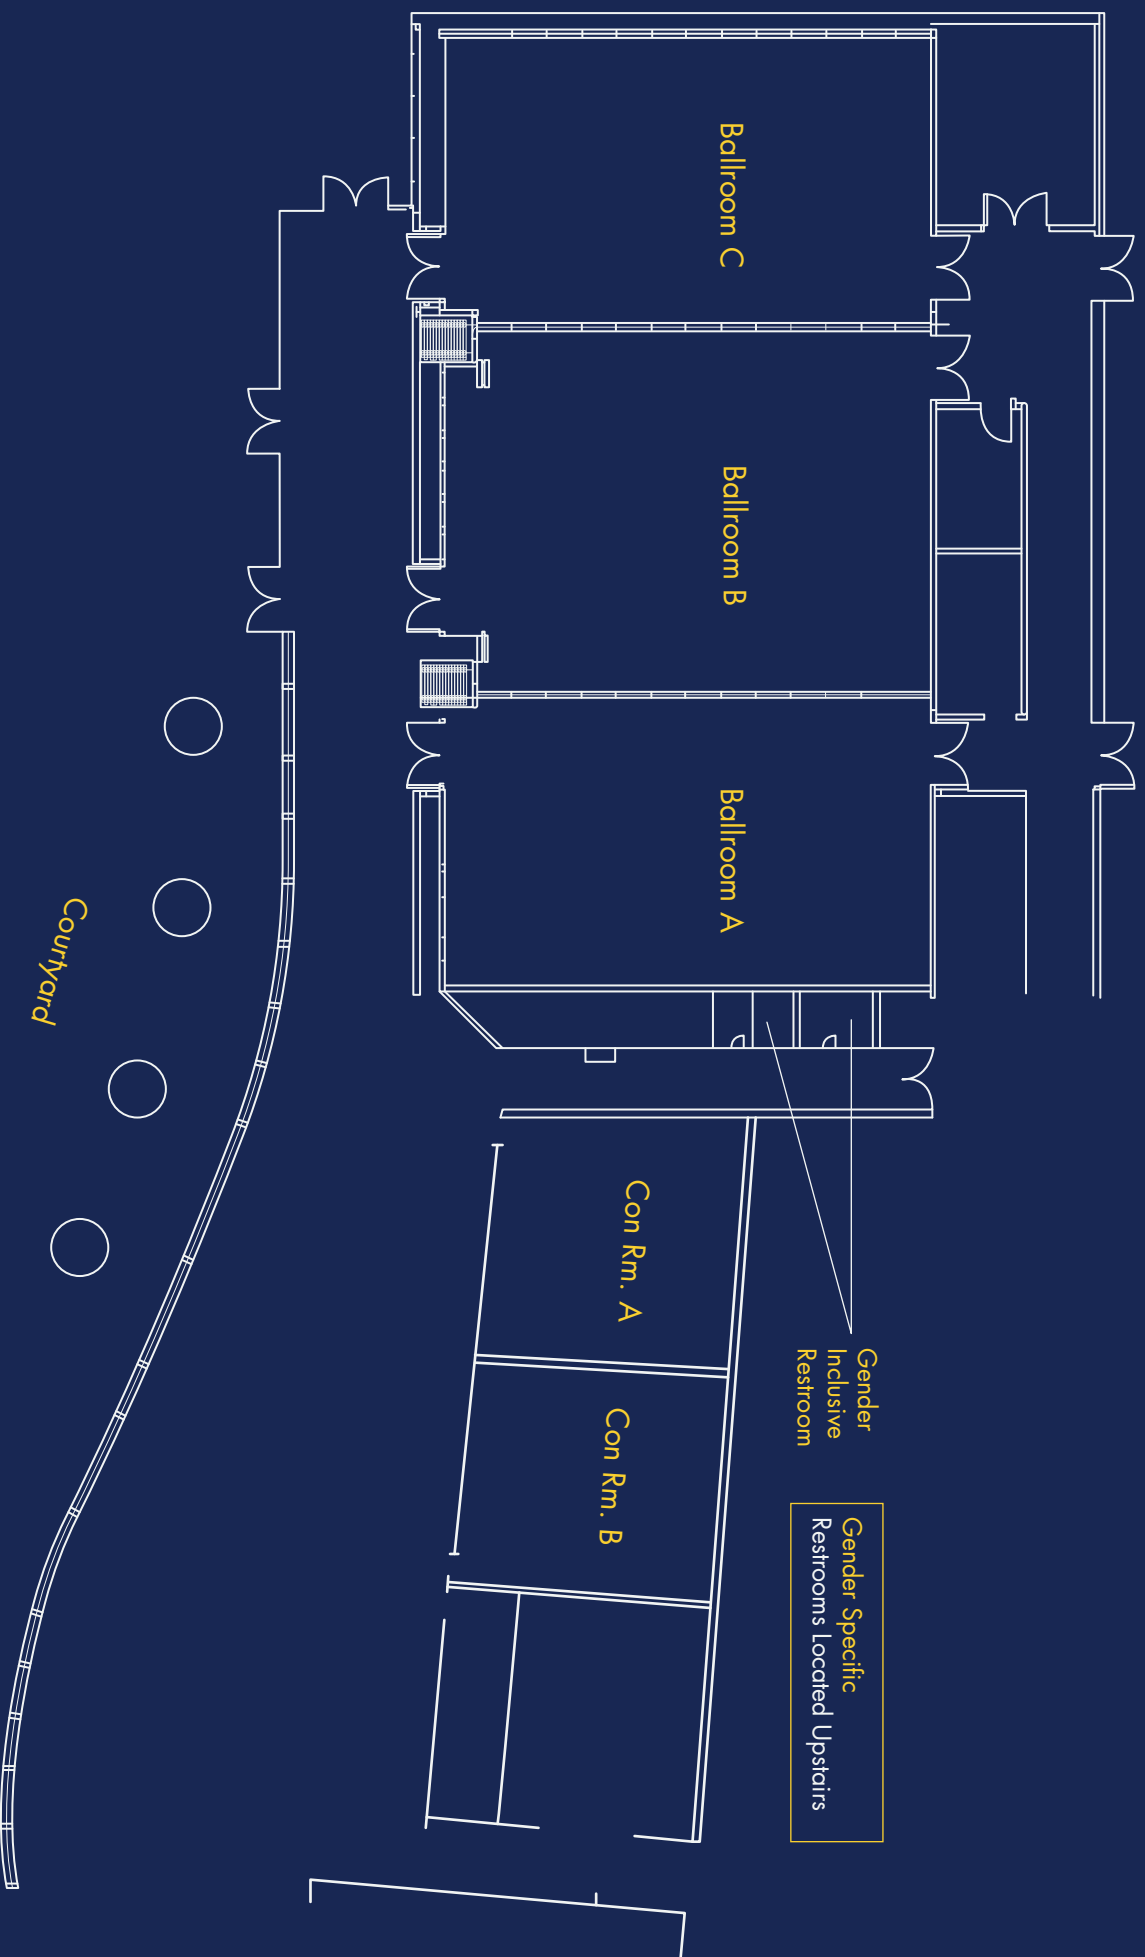 Ballroom C
Ballroom B
Ballroom A
Courtyard
Con Rm. A
Con Rm. B
Gender
Inclusive
Restroom
Gender Specific
Restrooms Located Upstairs